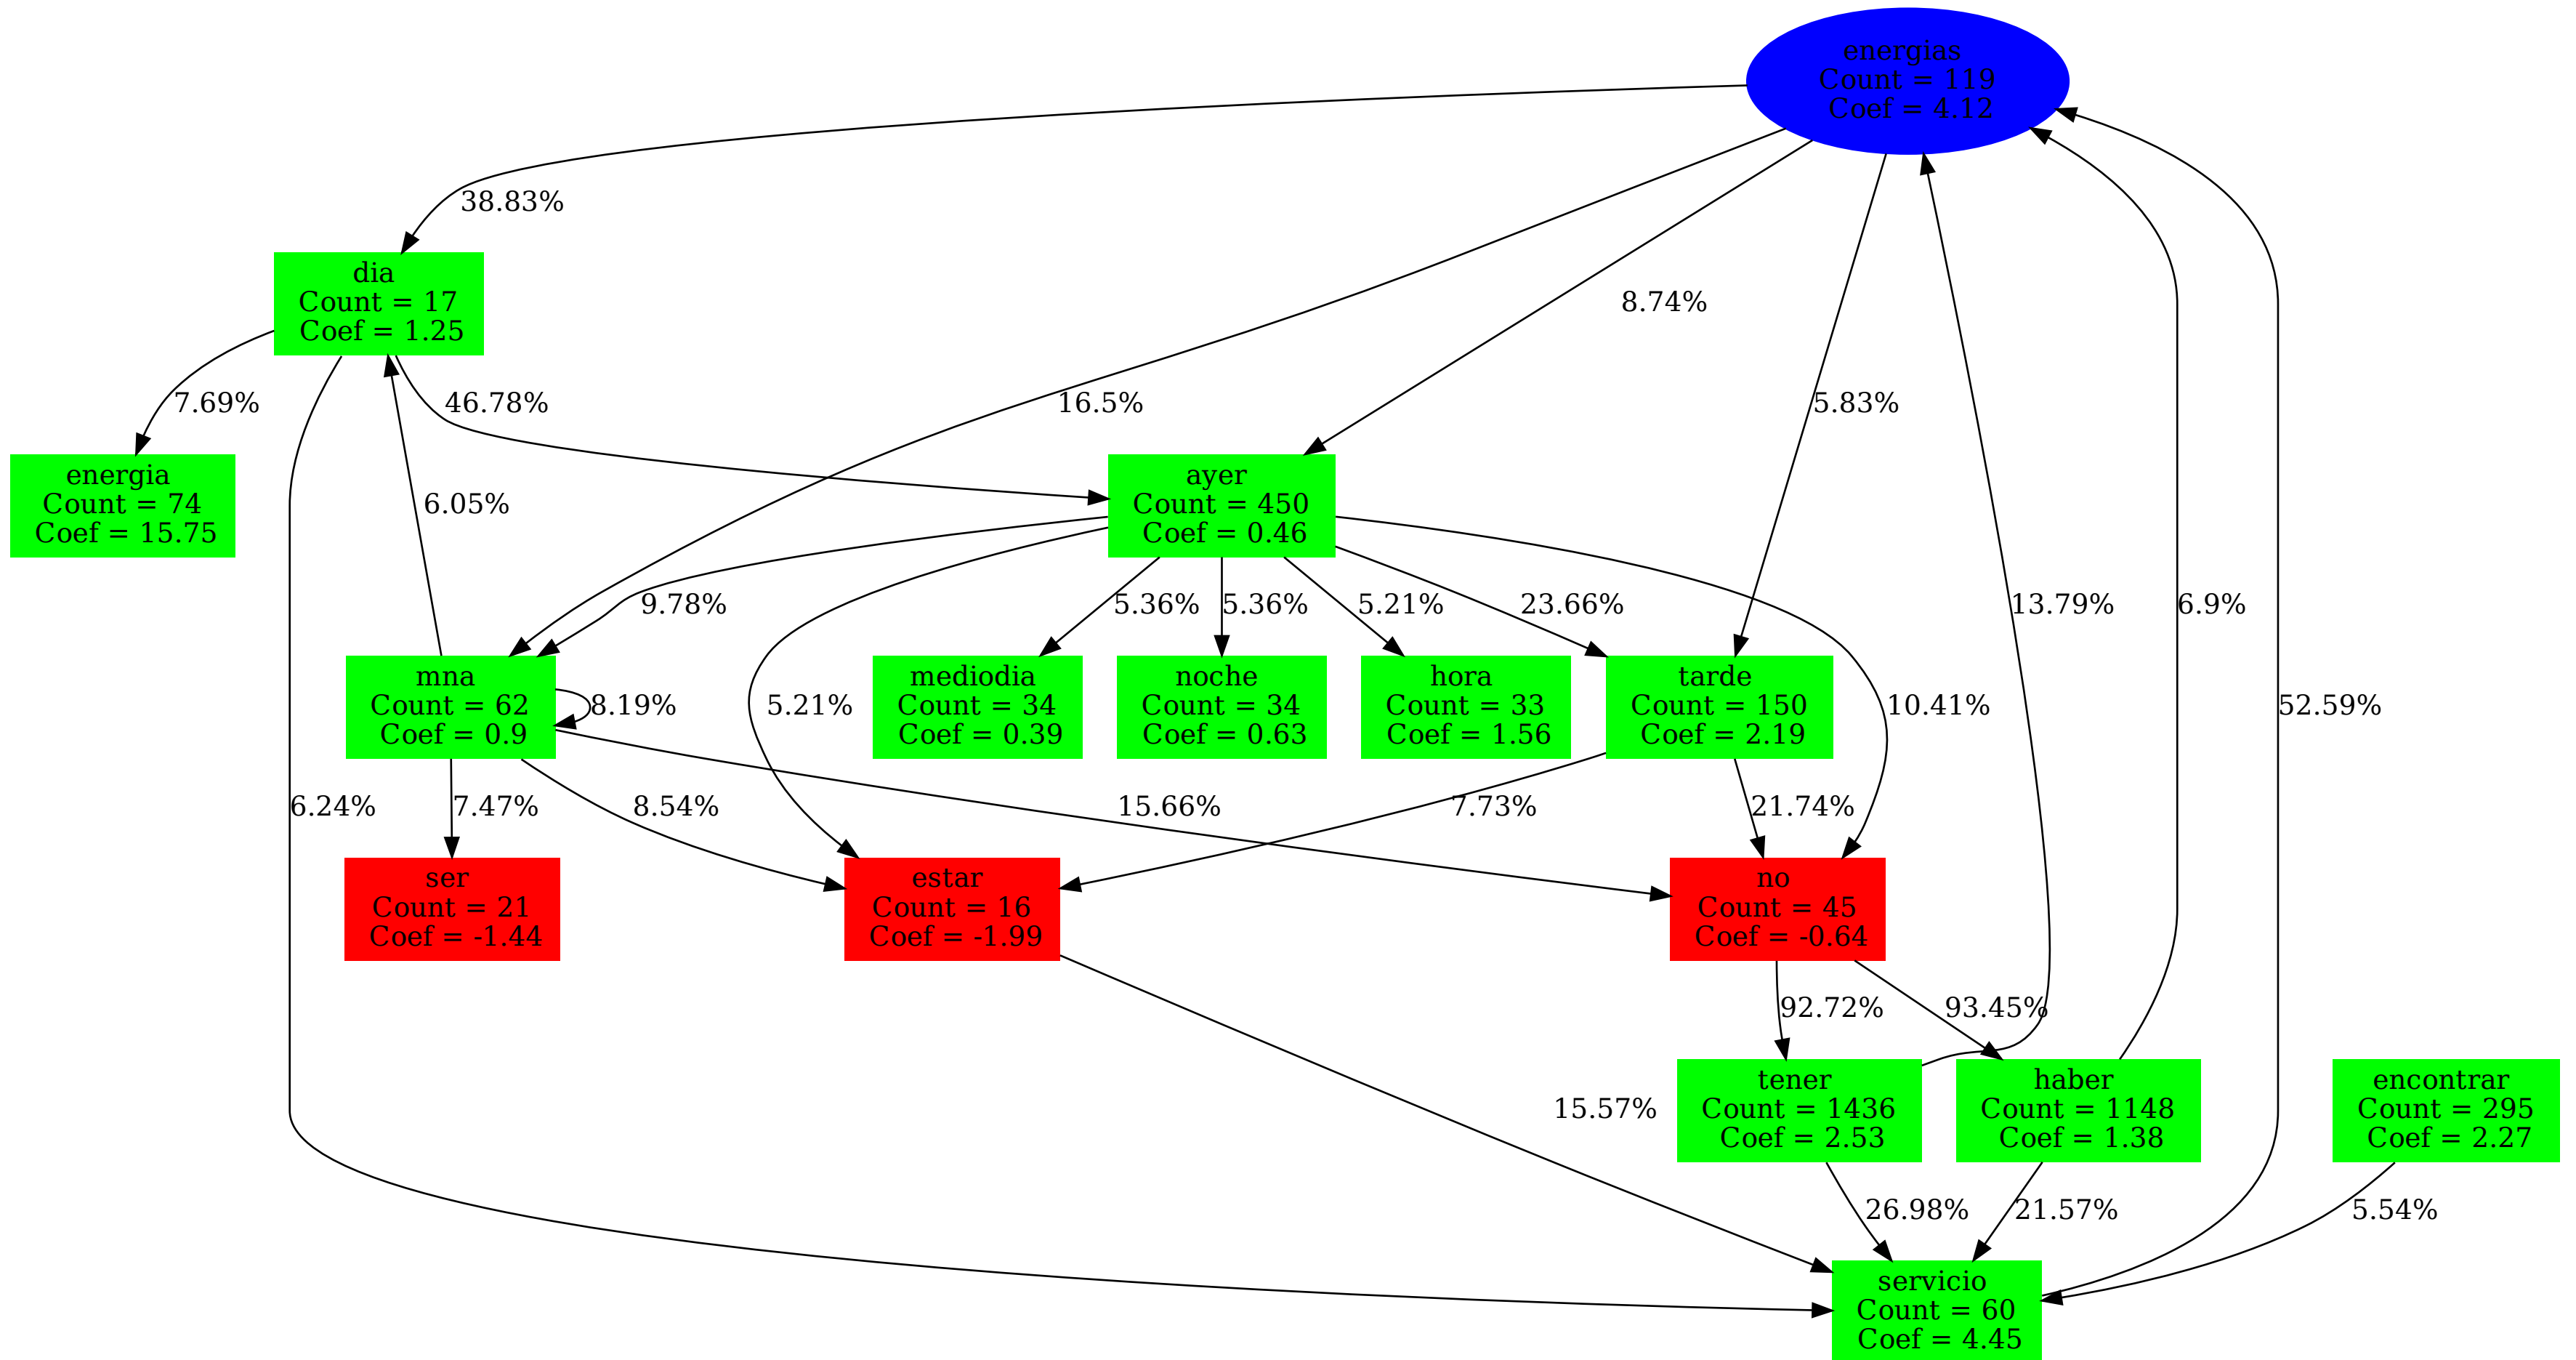 energias
Count = 119
Coef = 4.12
38.83%
dia
Count = 17
Coef = 1.25
8.74%
7.69%
46.78%
16.5%
5.83%
energia
Count = 74
Coef = 15.75
6.05%
ayer
Count = 450
Coef = 0.46
9.78%
5.36%
5.36%
5.21%
23.66%
13.79%
6.9%
mna
Count = 62
Coef = 0.9
8.19%
5.21%
mediodia
Count = 34
Coef = 0.39
noche
Count = 34
Coef = 0.63
hora
Count = 33
Coef = 1.56
tarde
Count = 150
Coef = 2.19
10.41%
52.59%
6.24%
7.47%
8.54%
15.66%
7.73%
21.74%
ser
Count = 21
Coef = -1.44
estar
Count = 16
Coef = -1.99
no
Count = 45
Coef = -0.64
92.72%
93.45%
15.57%
tener
Count = 1436
Coef = 2.53
haber
Count = 1148
Coef = 1.38
encontrar
Count = 295
Coef = 2.27
26.98%
21.57%
5.54%
servicio
Count = 60
Coef = 4.45